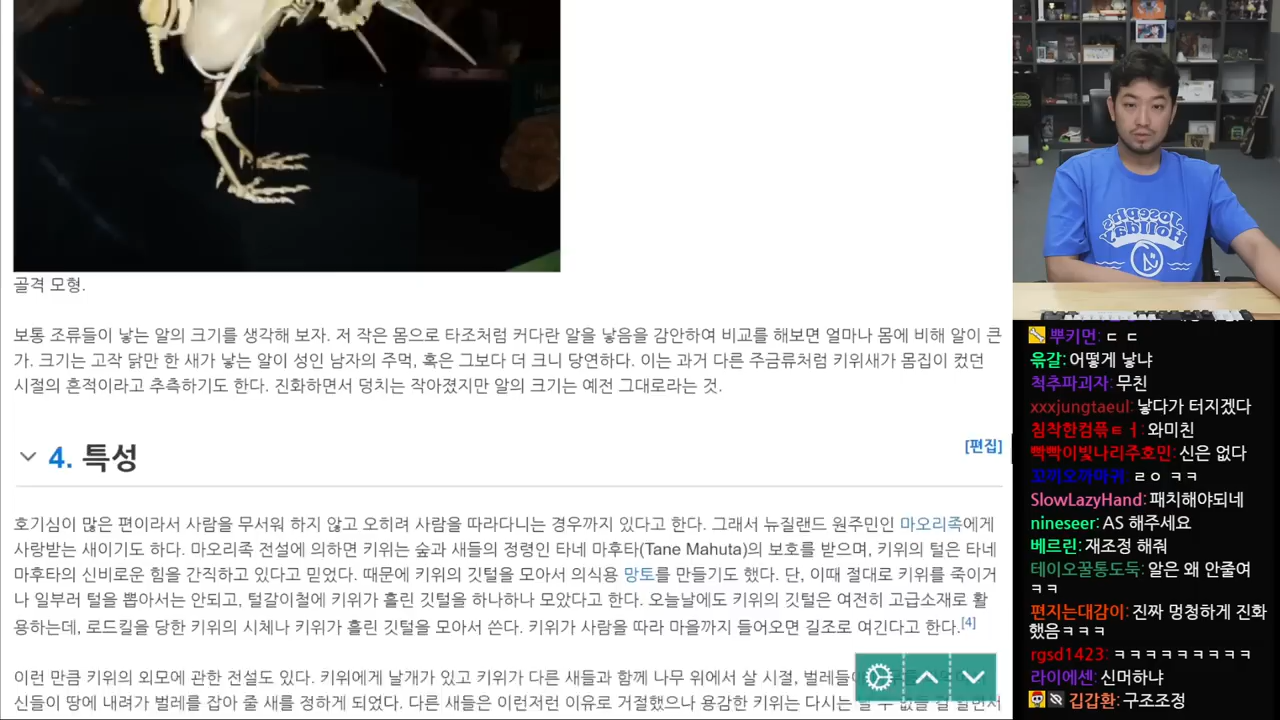 골격 모형.
보통 조류들이 낳는 알의 크기를 생각해 보자. 저 작은 몸으로 타조처럼 커다란 알을 낳음을 감안하여 비교를 해보면 얼마나 몸에 비해 알이 큰
가. 크기는 고작 닭만 한 새가 낳는 알이 성인 남자의 주먹, 혹은 그보다 더 크니 당연하다. 이는 과거 다른 주금류처럼 키위새가 몸집이 컸던
시절의 흔적이라고 추측하기도 한다. 진화하면서 덩치는 작아졌지만 알의 크기는 예전 그대로라는 것.
4. 특성
[편집]
호기심이 많은 편이라서 사람을 무서워 하지 않고 오히려 사람을 따라다니는 경우까지 있다고 한다. 그래서 뉴질랜드 원주민인 마오리족에게
사랑받는 새이기도 하다. 마오리족 전설에 의하면 키위는 숲과 새들의 정령인 타네 마후타(Tane Mahuta)의 보호를 받으며, 키위의 털은 타네
마후타의 신비로운 힘을 간직하고 있다고 믿었다. 때문에 키위의 깃털을 모아서 의식용 망토를 만들기도 했다. 단, 이때 절대로 키위를 죽이거
나 일부러 털을 뽑아서는 안되고, 털갈이철에 키위가 흘린 깃털을 하나하나 모았다고 한다. 오늘날에도 키위의 깃털은 여전히 고급소재로 활
용하는데, 로드킬을 당한 키위의 시체나 키위가 흘린 깃털을 모아서 쓴다. 키위가 사람을 따라 마을까지 들어오면 길조로 여긴다고 한다.[4]
이런 만큼 키위의 외모에 관한 전설도 있다. 키위에게 날개가 있고 키위가 다른 새들과 함께 나무 위에서 살 시절, 벌레들이
신들이 땅에 내려가 벌레를 잡아 줄 새를 정하게 되었다. 다른 새들은 이런저런 이유로 거절했으나 용감한 키위는 다시는
Joseph's
Holiday
뿌키먼: ㄷ ㄷ
윾갈: 어떻게 낳냐
척추파괴자: 무친
xxxjungtaeul: 낳다가 터지겠다
침착한컴퓨ㅌㅓ: 와미친
빡빡이빛나리주호민: 신은 없다
꼬끼오까마귀: ㄹㅇ ㅋㅋ
SlowLazyHand: 패치해야되네
nineseer: AS 해주세요
베르린: 재조정 해줘
테이오꿀통도둑: 알은 왜 안줄여
ㅋㅋ
편지는대감이: 진짜 멍청하게 진화
했음ㅋㅋㅋ
rgsd1423: ㅋㅋㅋㅋㅋㅋㅋㅋㅋ
라이에센: 신머하냐
김갑환: 구조조정